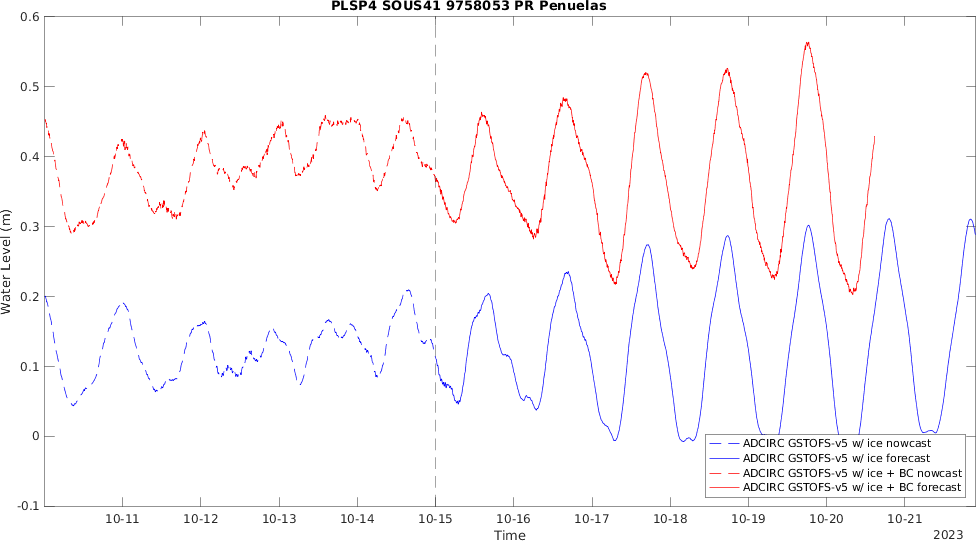 PLSP4 SOUS41 9758053 PR Penuelas
0.6
0.5
0.4
0.3
0.2
0.1
0
-0.1
Water Level (m)
ADCIRC GSTOFS-v5 w/ ice nowcast
ADCIRC GSTOFS-v5 w/ ice forecast
ADCIRC GSTOFS-v5 w/ ice + BC nowcast
ADCIRC GSTOFS-v5 w/ ice + BC forecast
10-11 10-12 10-13 10-14 10-15 10-16 10-17 10-18 10-19 10-20 10-21
Time
2023